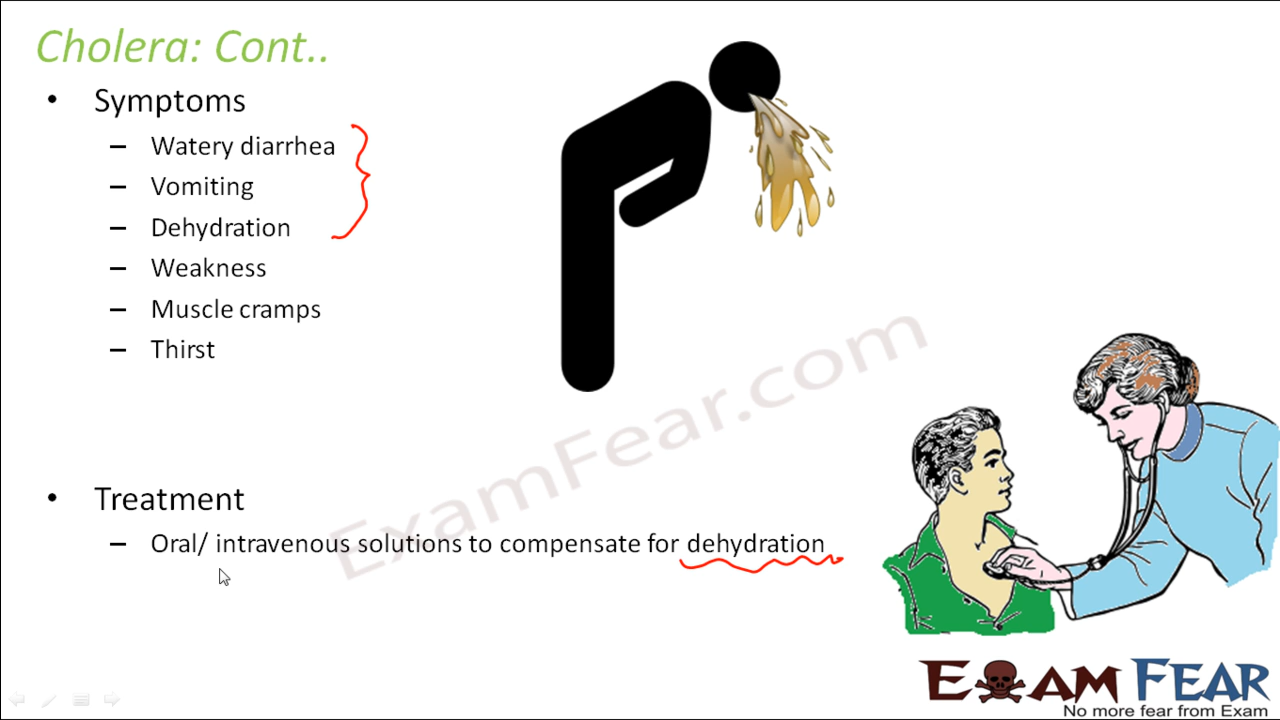 Cholera: Cont..
• Symptoms
– Watery diarrhea
– Vomiting
– Dehydration
– Weakness
– Muscle cramps
– Thirst
ExamFear.com
• Treatment
– Oral/ intravenous solutions to compensate for dehydration
EXAM FEAR
No more fear from Exam